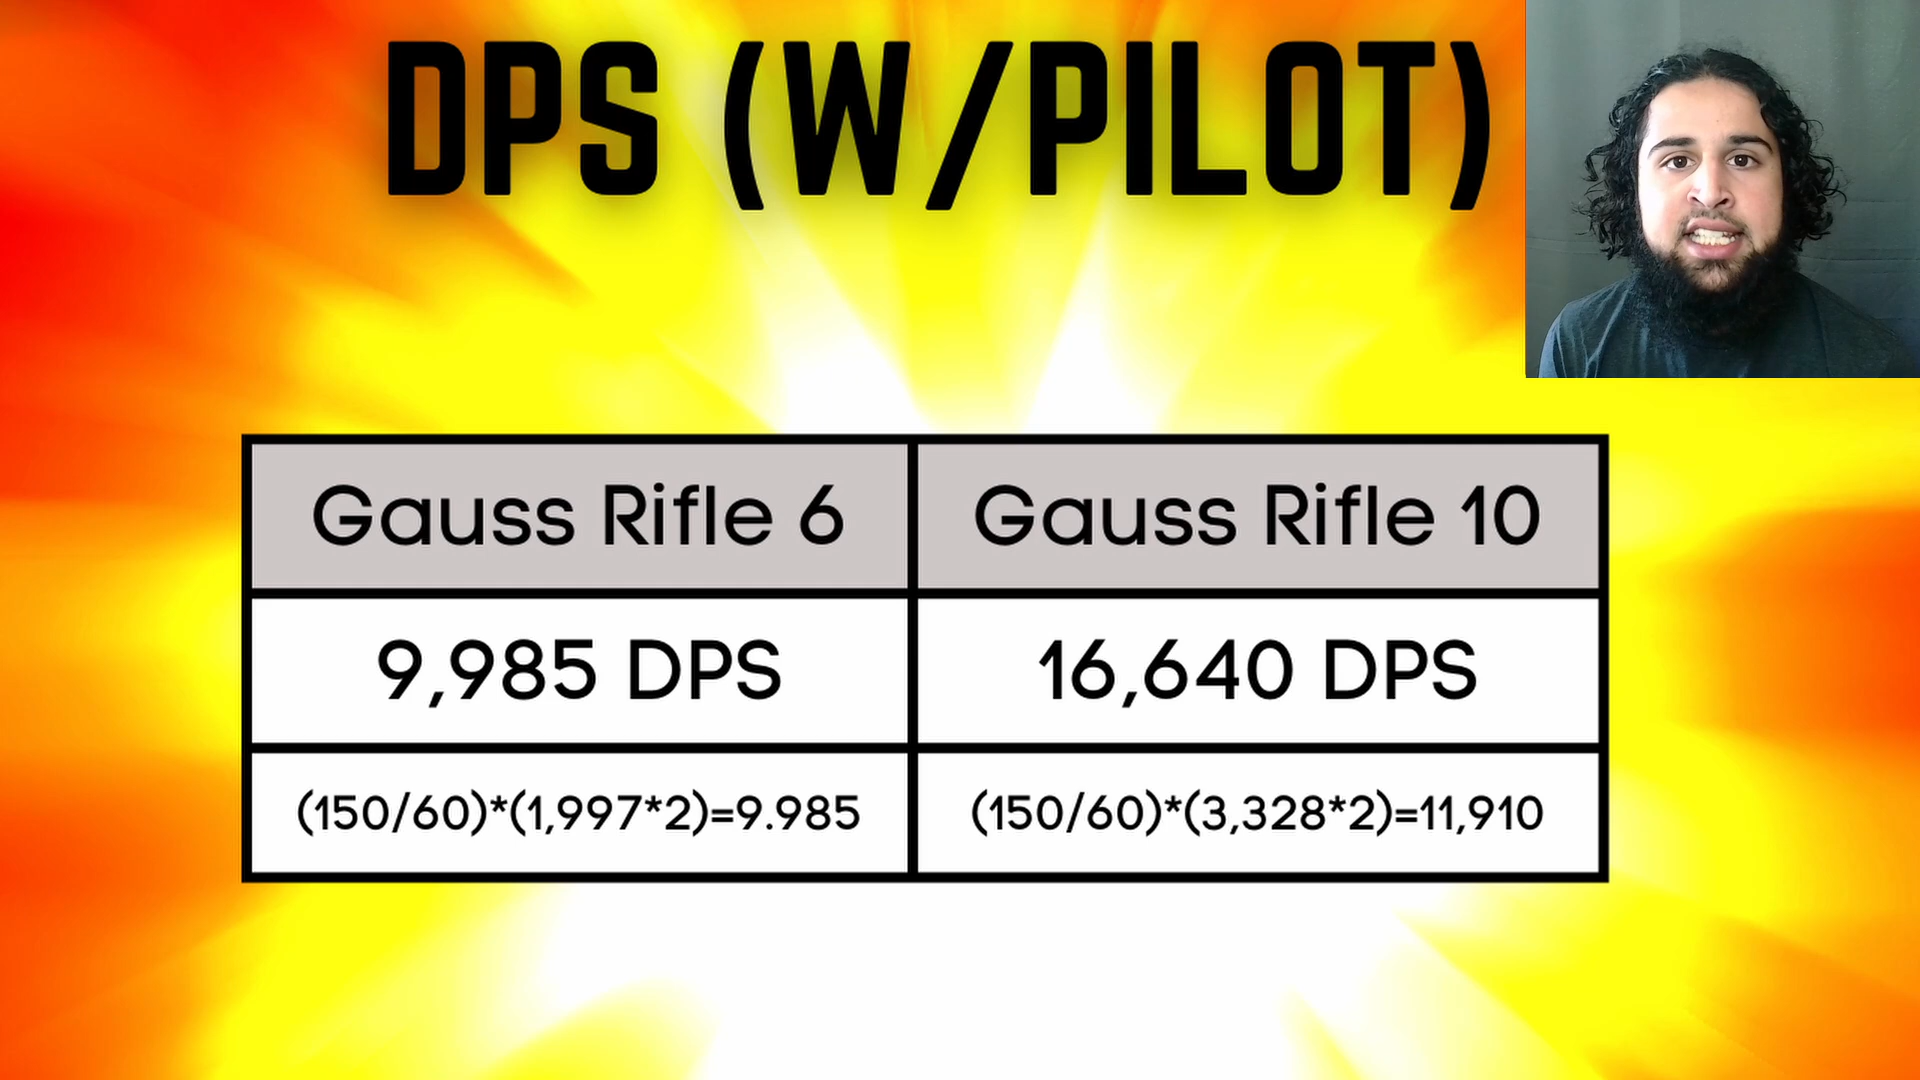 DPS (W/PILOT)
Gauss Rifle 6
Gauss Rifle 10
9,985 DPS
16,640 DPS
(150/60)*(1,997*2)=9.985
(150/60)*(3,328*2)=11,910